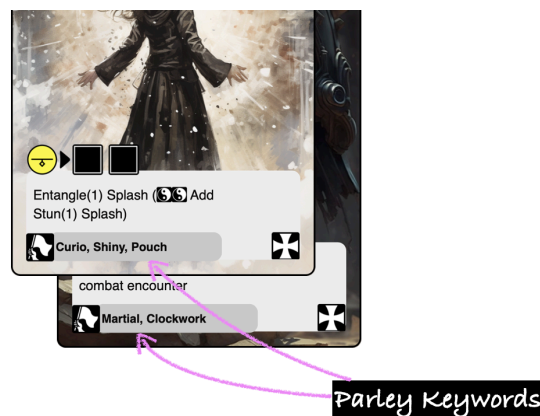 Entangle(1) Splash (Add
Stun(1) Splash)
Curio, Shiny, Pouch
combat encounter
Martial, Clockwork
Parley Keywords